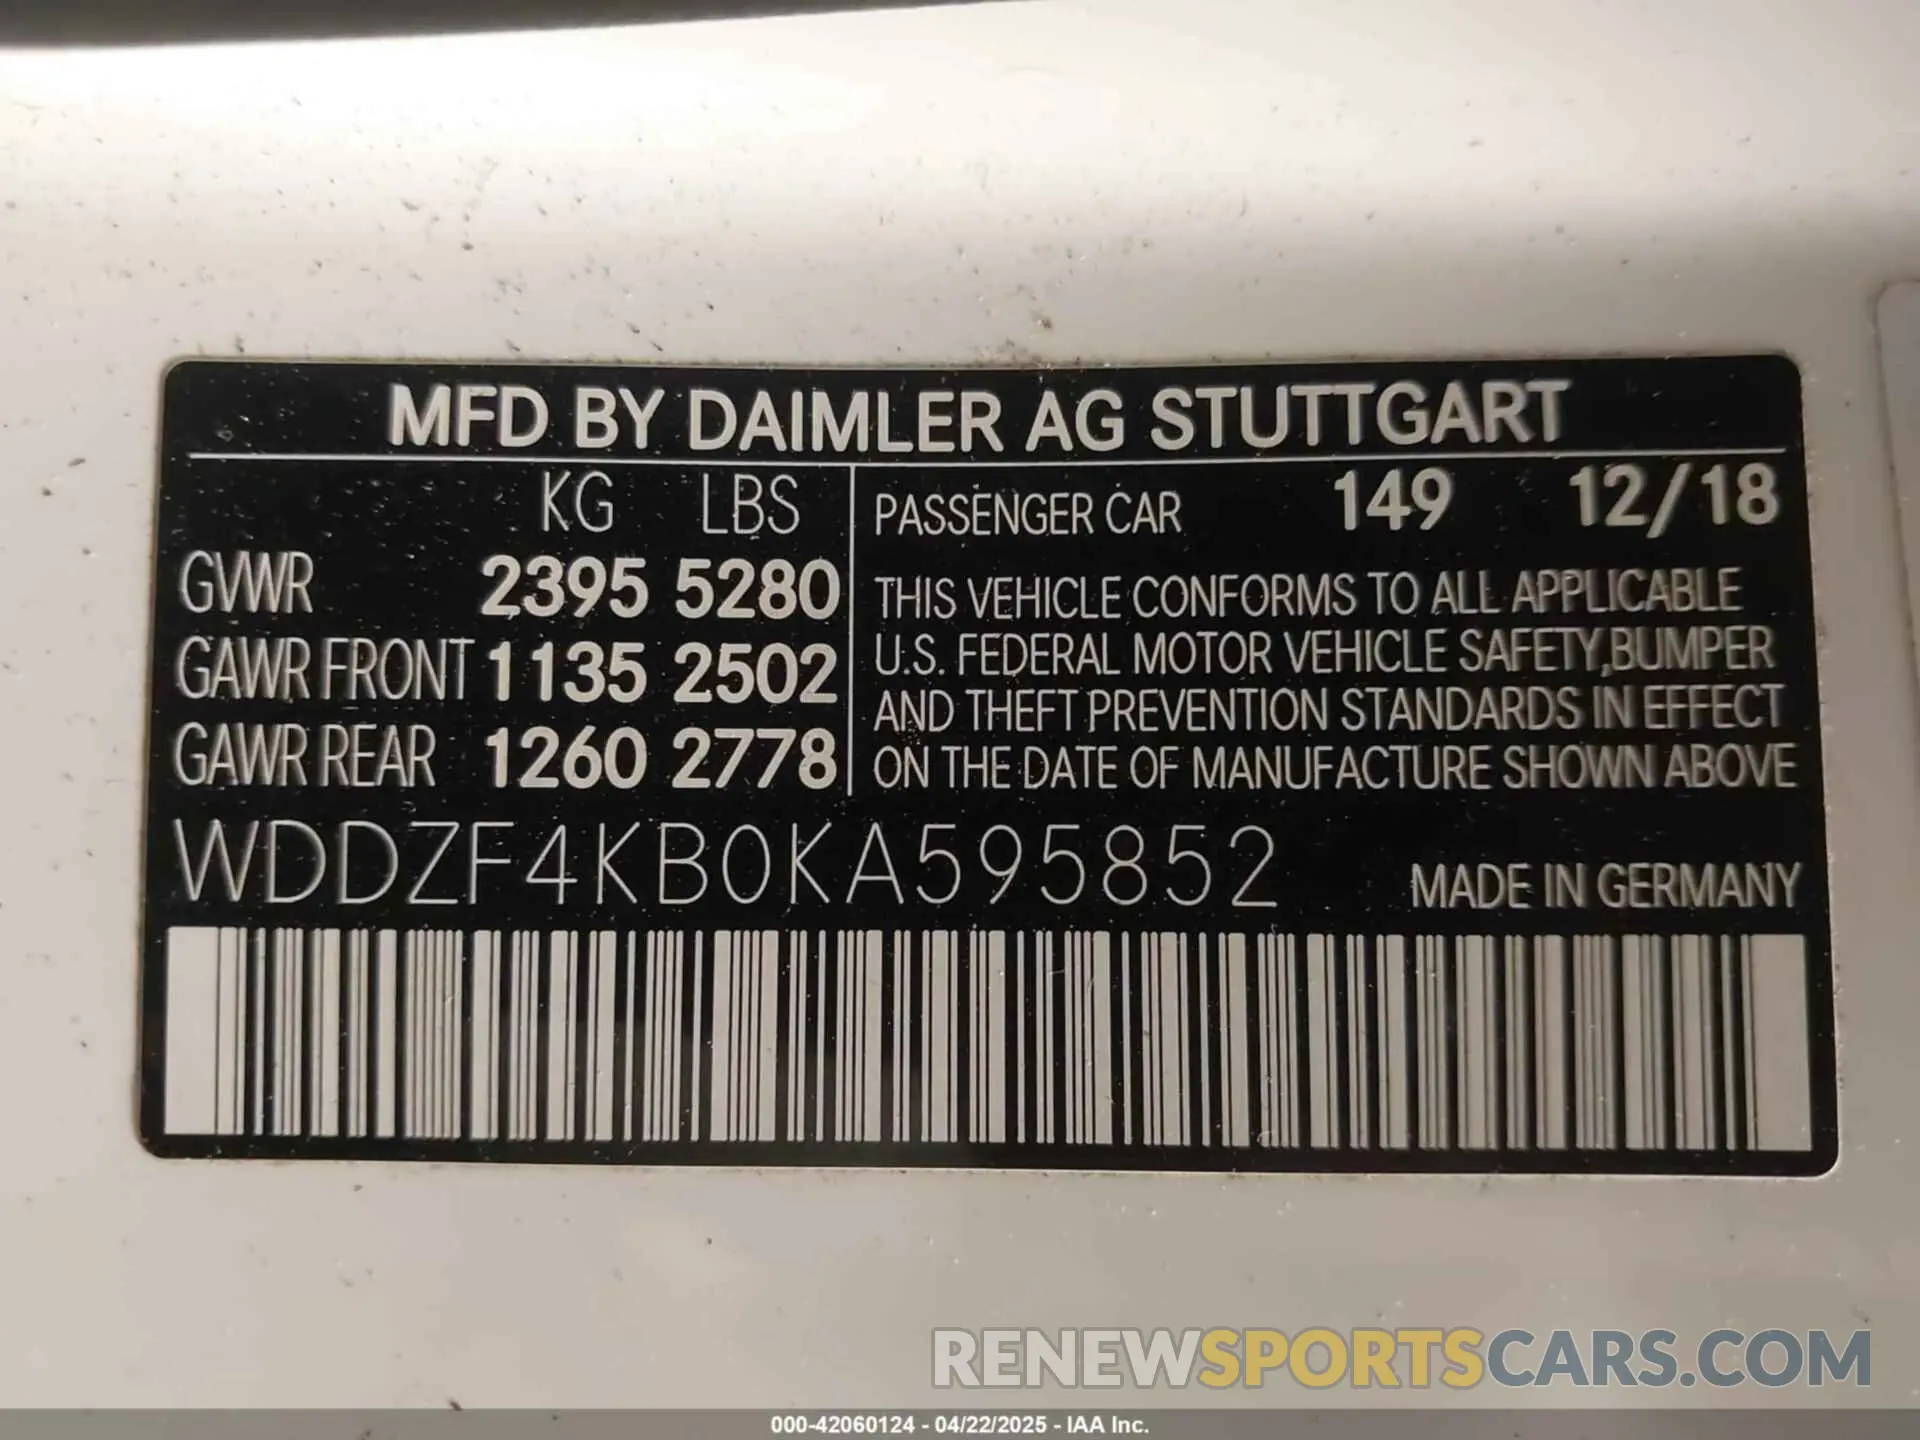 MFD BY DAIMLER AG STUTTGART
KG LBS
GVWR 2395 5280
GAWR FRONT 1135 2502
GAWR REAR 1260 2778
PASSENGER CAR 149 12/18
THIS VEHICLE CONFORMS TO ALL APPLICABLE
U.S. FEDERAL MOTOR VEHICLE SAFETY,BUMPER
AND THEFT PREVENTION STANDARDS IN EFFECT
ON THE DATE OF MANUFACTURE SHOWN ABOVE
WDDZF4KB0KA595852
MADE IN GERMANY
RENEWSPORTSCARS.COM
000-42060124 - 04/22/2025 - IAA Inc.